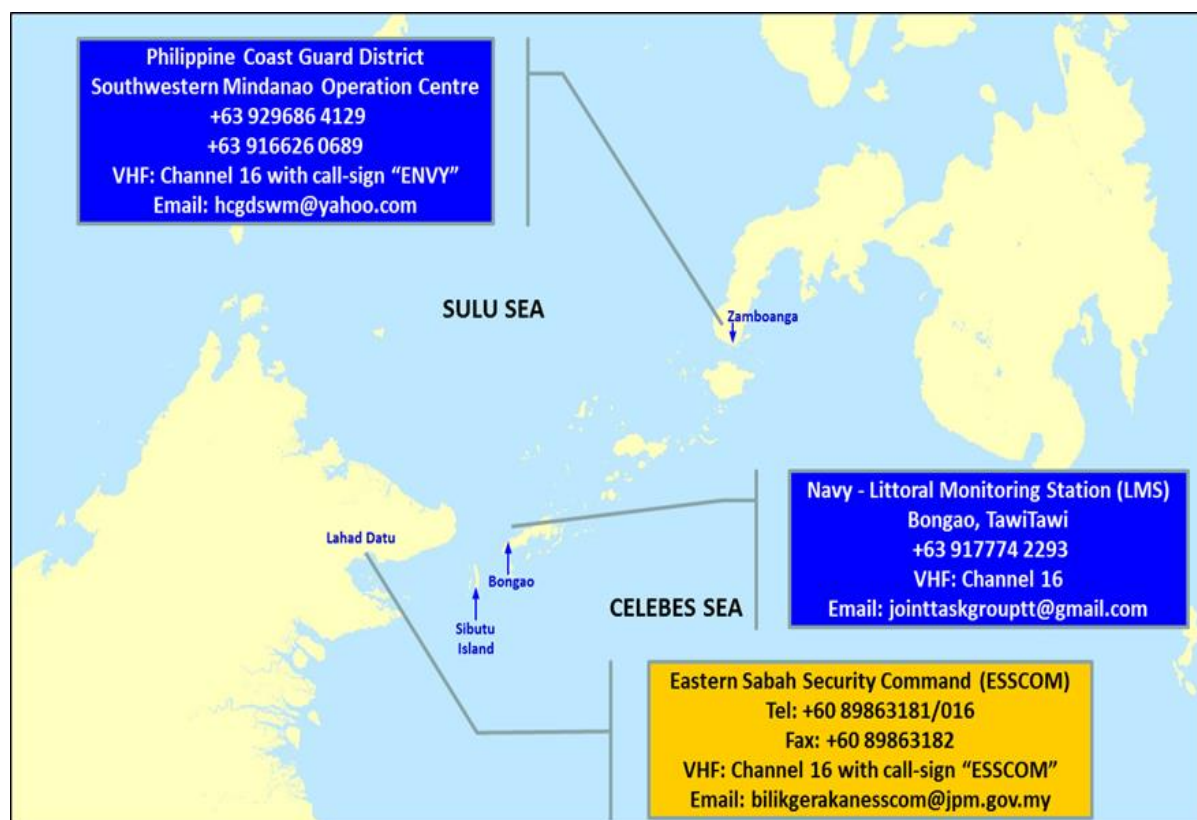 Philippine Coast Guard District
Southwestern Mindanao Operation Centre
+63 929686 4129
+63 916626 0689
VHF: Channel 16 with call-sign “ENVY”
Email: hcgdswm@yahoo.com
SULU SEA
Zamboanga
Navy - Littoral Monitoring Station (LMS)
Bongao, TawiTawi
+63 917774 2293
VHF: Channel 16
Email: jointtaskgrouptt@gmail.com
Lahad Datu
Bongao
CELEBES SEA
Sibutu
Island
Eastern Sabah Security Command (ESSCOM)
Tel: +60 89863181/016
Fax: +60 89863182
VHF: Channel 16 with call-sign “ESSCOM”
Email: bilikgerakanesscom@jpm.gov.my